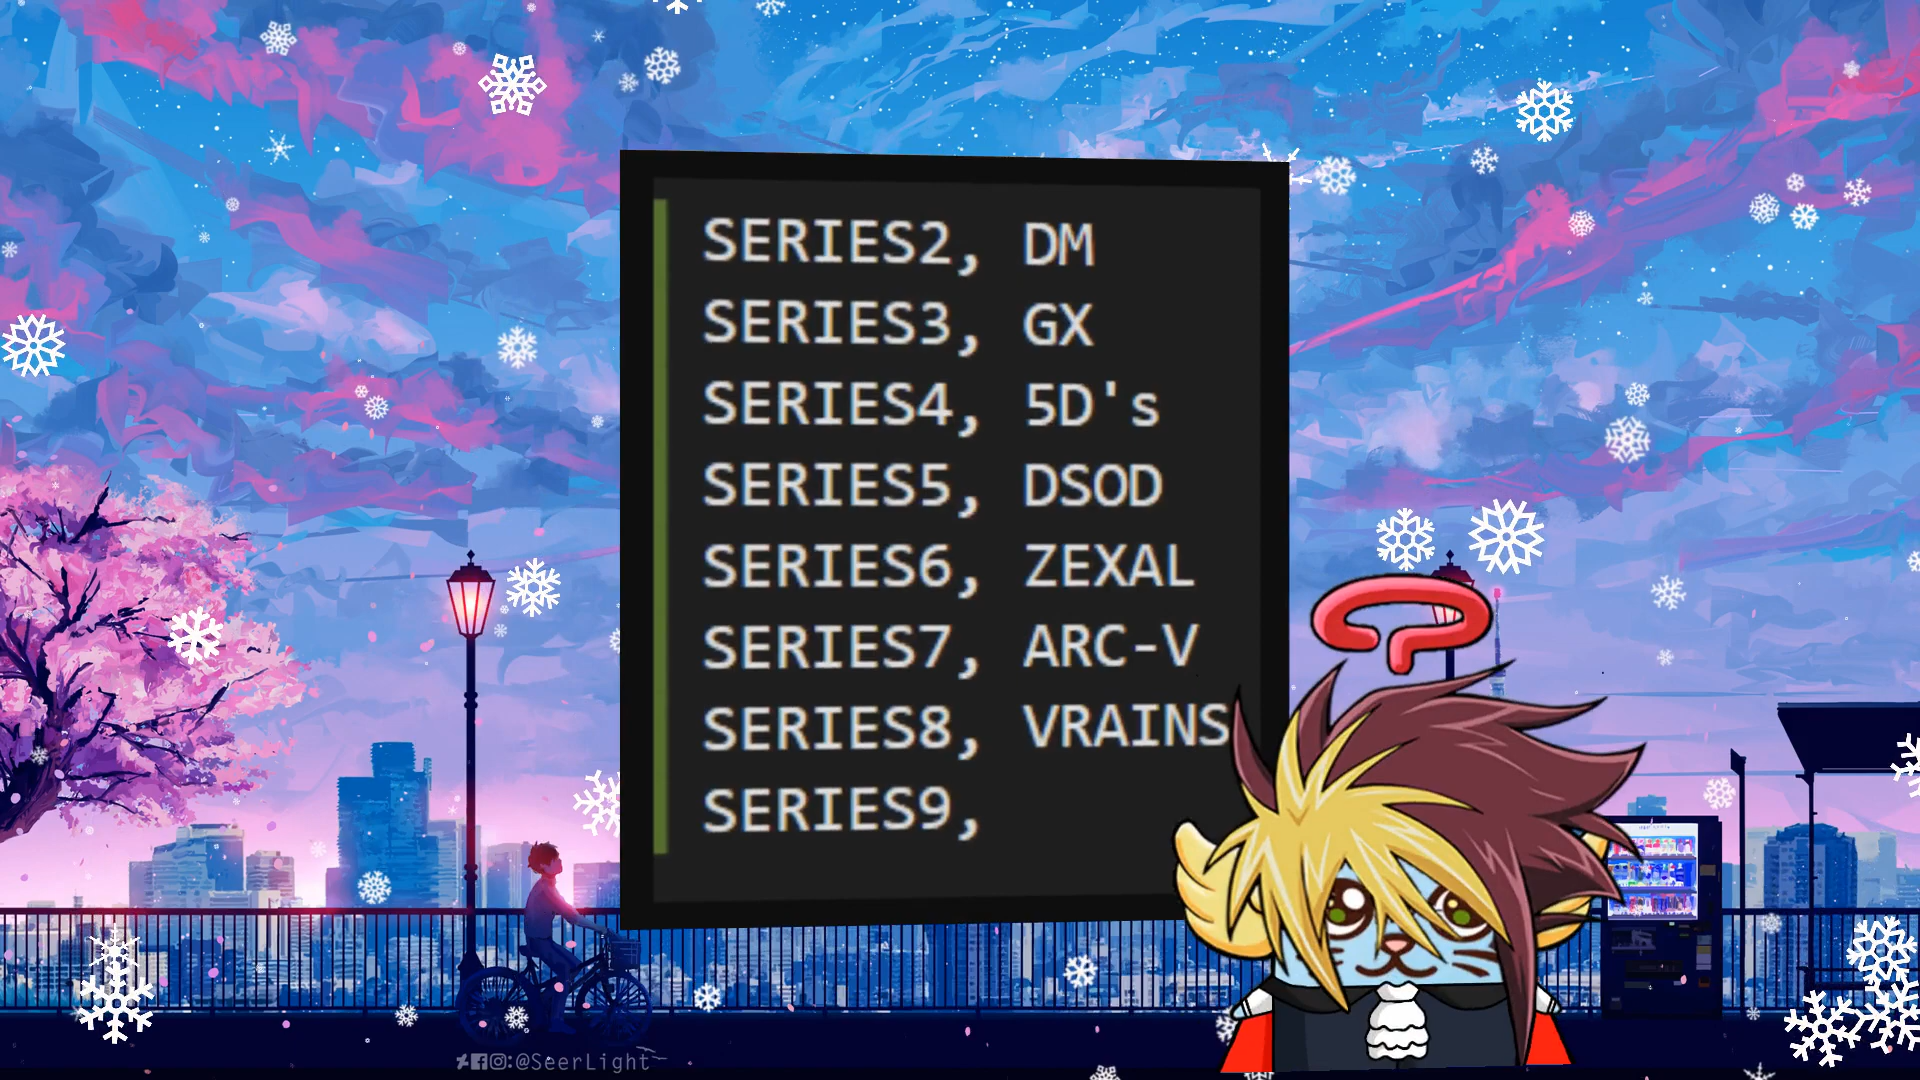 SERIES2, DM
SERIES3, GX
SERIES4, 5D's
SERIES5, DSOD
SERIES6, ZEXAL
SERIES7, ARC-V
SERIES8, VRAINS
SERIES9,
:@SeerLight